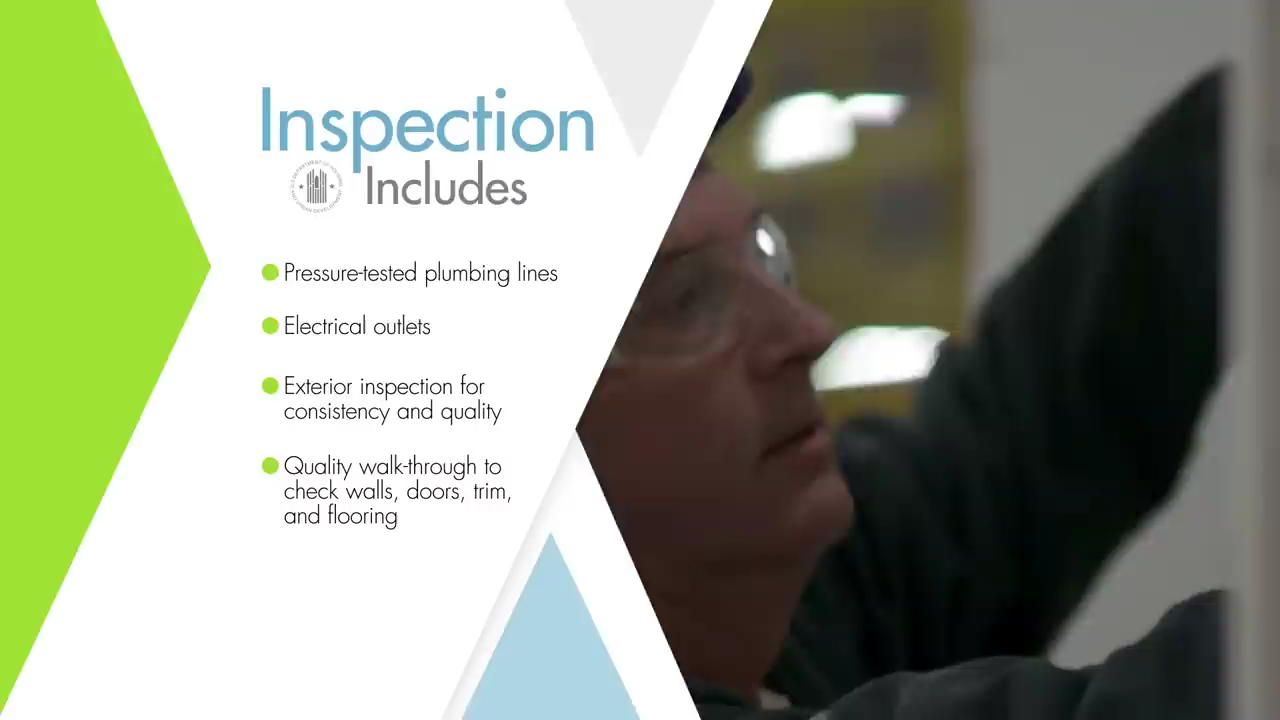 Inspection
Includes
Pressure-tested plumbing lines
Electrical outlets
Exterior inspection for
consistency and quality
Quality walk-through to
check walls, doors, trim,
and flooring